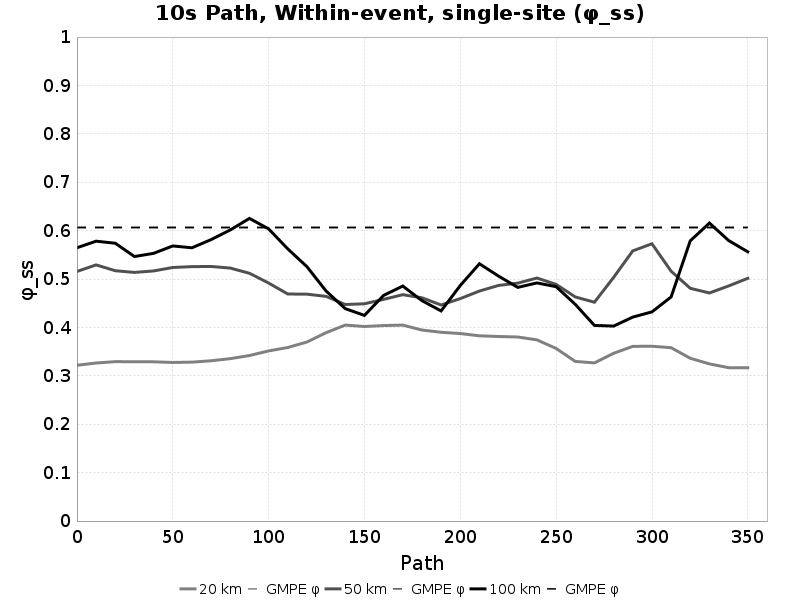 10s Path, Within-event, single-site (φ_ss)
1
0.9
0.8
0.7
0.6
0.5
0.4
0.3
0.2
0.1
0
φ_ss
0 50 100 150 200 250 300 350
Path
20 km GMPE φ 50 km GMPE φ 100 km GMPE φ